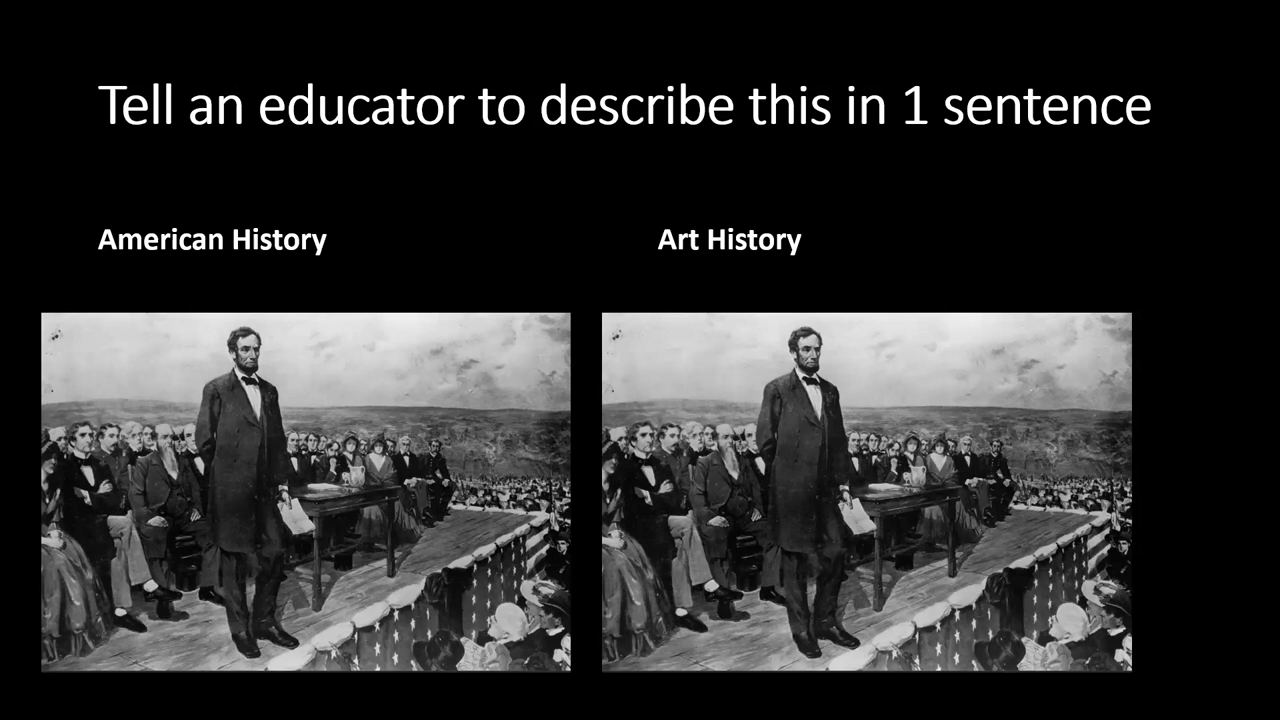 Tell an educator to describe this in 1 sentence
American History
Art History